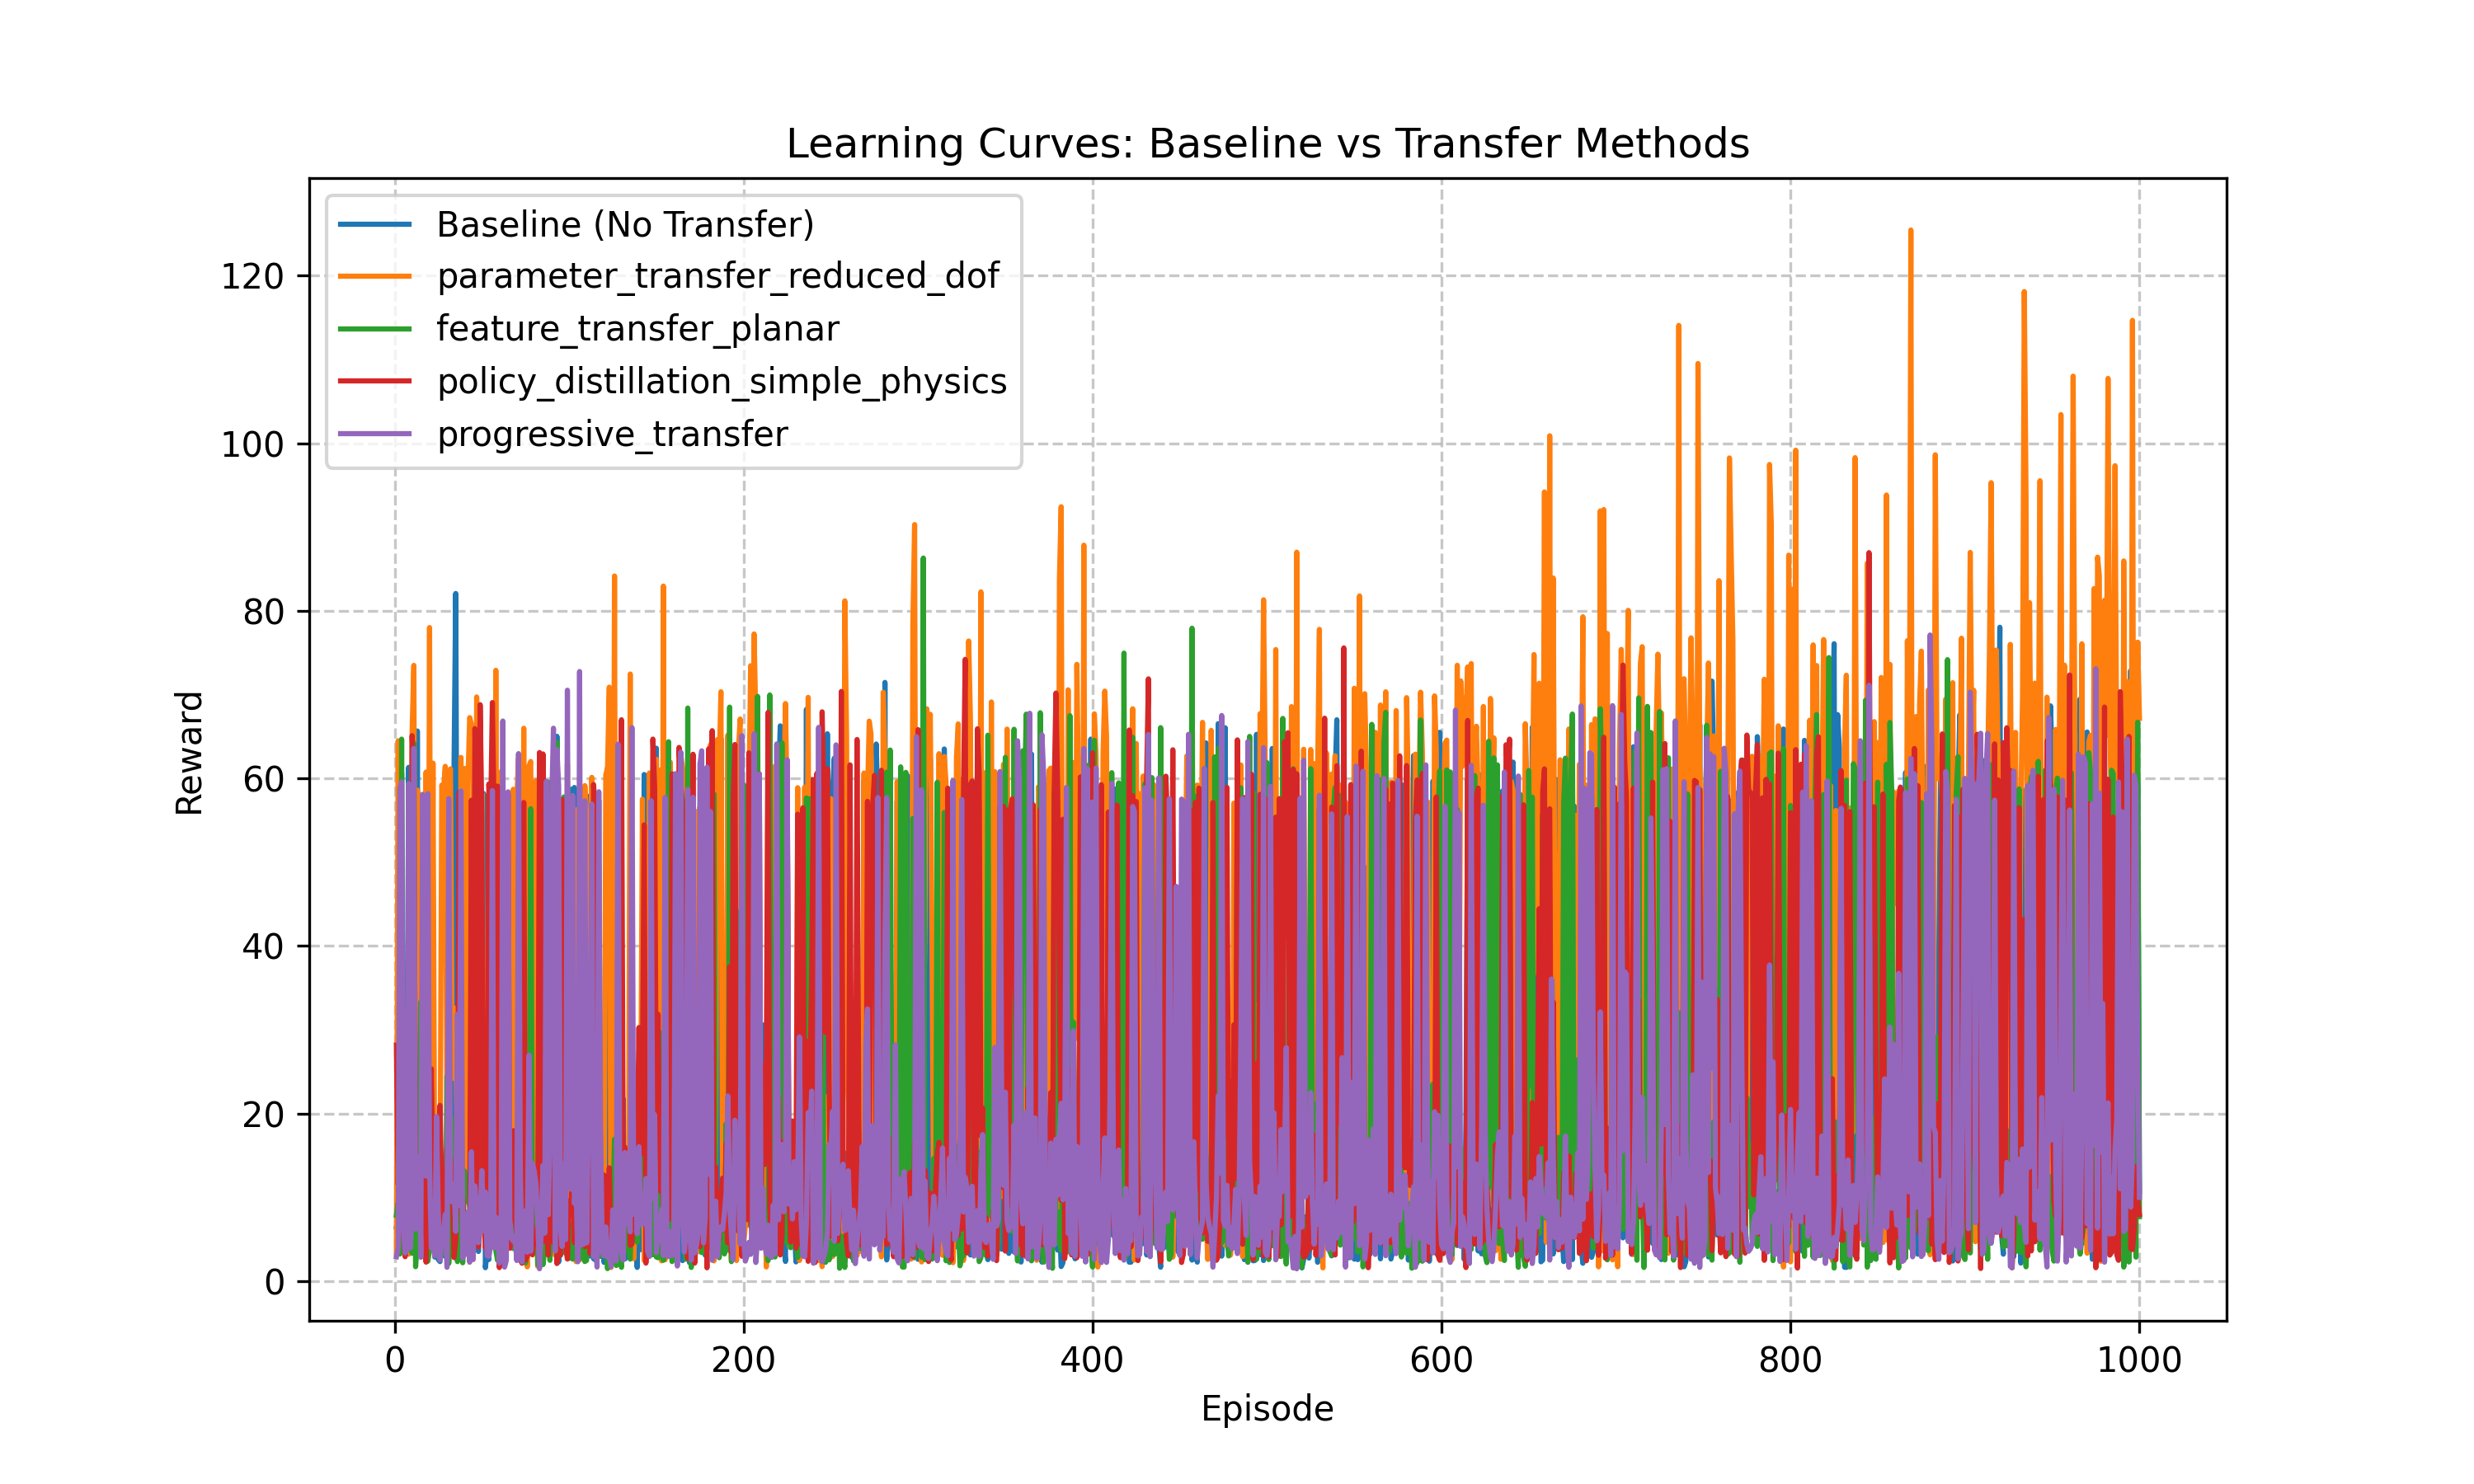 Learning Curves: Baseline vs Transfer Methods
Baseline (No Transfer)
parameter_transfer_reduced_dof
feature_transfer_planar
policy_distillation_simple_physics
progressive_transfer
120
100
80
60
40
20
0
Reward
0 200 400 600 800 1000
Episode